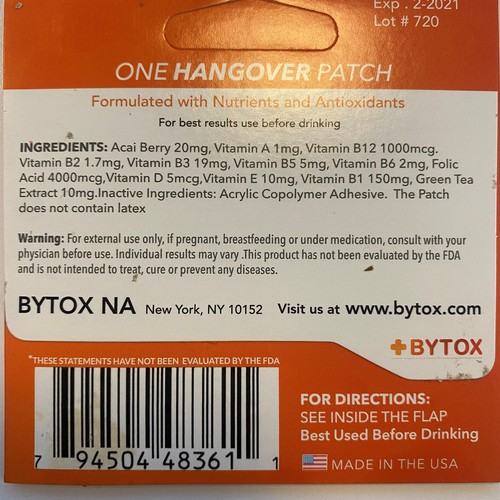 Exp . 2-2021
Lot # 720
ONE HANGOVER PATCH
Formulated with Nutrients and Antioxidants
For best results use before drinking
INGREDIENTS: Acai Berry 20mg, Vitamin A 1mg, Vitamin B12 1000mcg.
Vitamin B2 1.7mg, Vitamin B3 19mg, Vitamin B5 5mg, Vitamin B6 2mg, Folic
Acid 4000mcg,Vitamin D 5mcg,Vitamin E 10mg, Vitamin B1 150mg, Green Tea
Extract 10mg.Inactive Ingredients: Acrylic Copolymer Adhesive. The Patch
does not contain latex
Warning: For external use only, if pregnant, breastfeeding or under medication, consult with your
physician before use. Individual results may vary .This product has not been evaluated by the FDA
and is not intended to treat, cure or prevent any diseases.
BYTOX NA New York, NY 10152 Visit us at www.bytox.com
+BYTOX
*THESE STATEMENTS HAVE NOT BEEN EVALUATED BY THE FDA
7 94504 48361 1
FOR DIRECTIONS:
SEE INSIDE THE FLAP
Best Used Before Drinking
MADE IN THE USA